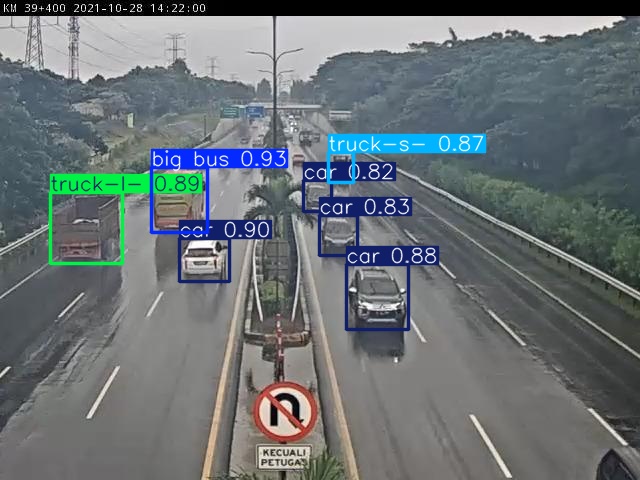 KM 39+400 2021-10-28 14:22:00
truck-s- 0.87
big bus 0.93
car 0.82
truck-l- 0.89
car 0.83
car 0.90
car 0.88
KECUALI
PETUGAS